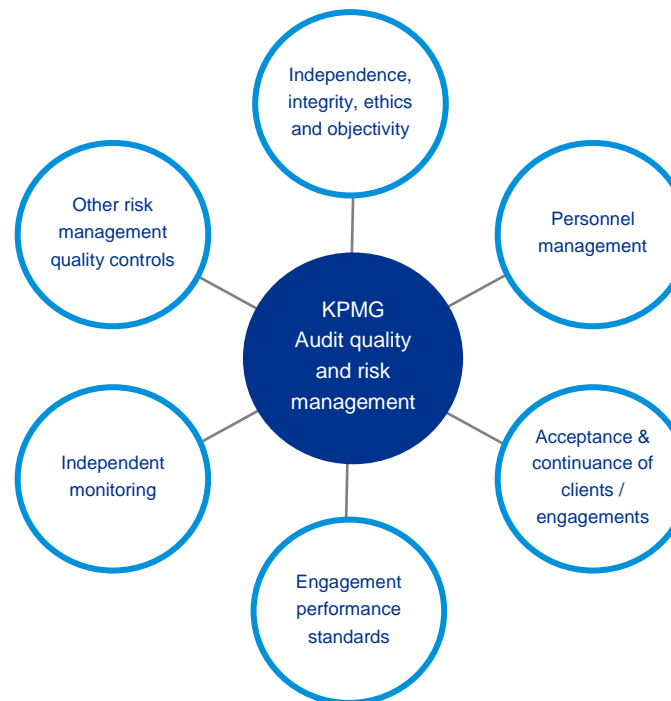 Independence,
integrity, ethics
and objectivity
Other risk
management
quality controls
Personnel
management
KPMG
Audit quality
and risk
management
Independent
monitoring
Acceptance &
continuance of
clients /
engagements
Engagement
performance
standards